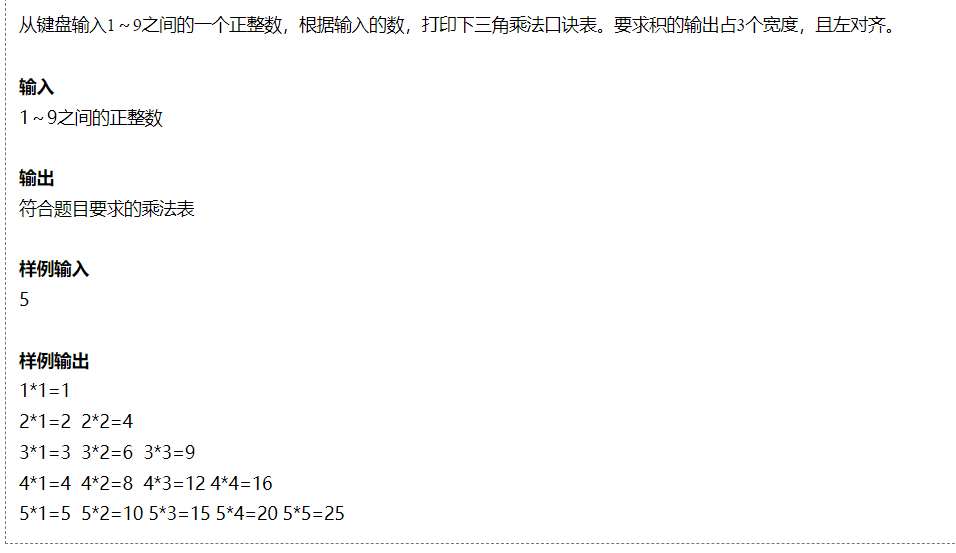 从键盘输入1～9之间的一个正整数，根据输入的数，打印下三角乘法口诀表。要求积的输出占3个宽度，且左对齐。
输入
1～9之间的正整数
输出
符合题目要求的乘法表
样例输入
5
样例输出
1*1=1
2*1=2  2*2=4
3*1=3  3*2=6  3*3=9
4*1=4  4*2=8  4*3=12 4*4=16
5*1=5  5*2=10 5*3=15 5*4=20 5*5=25